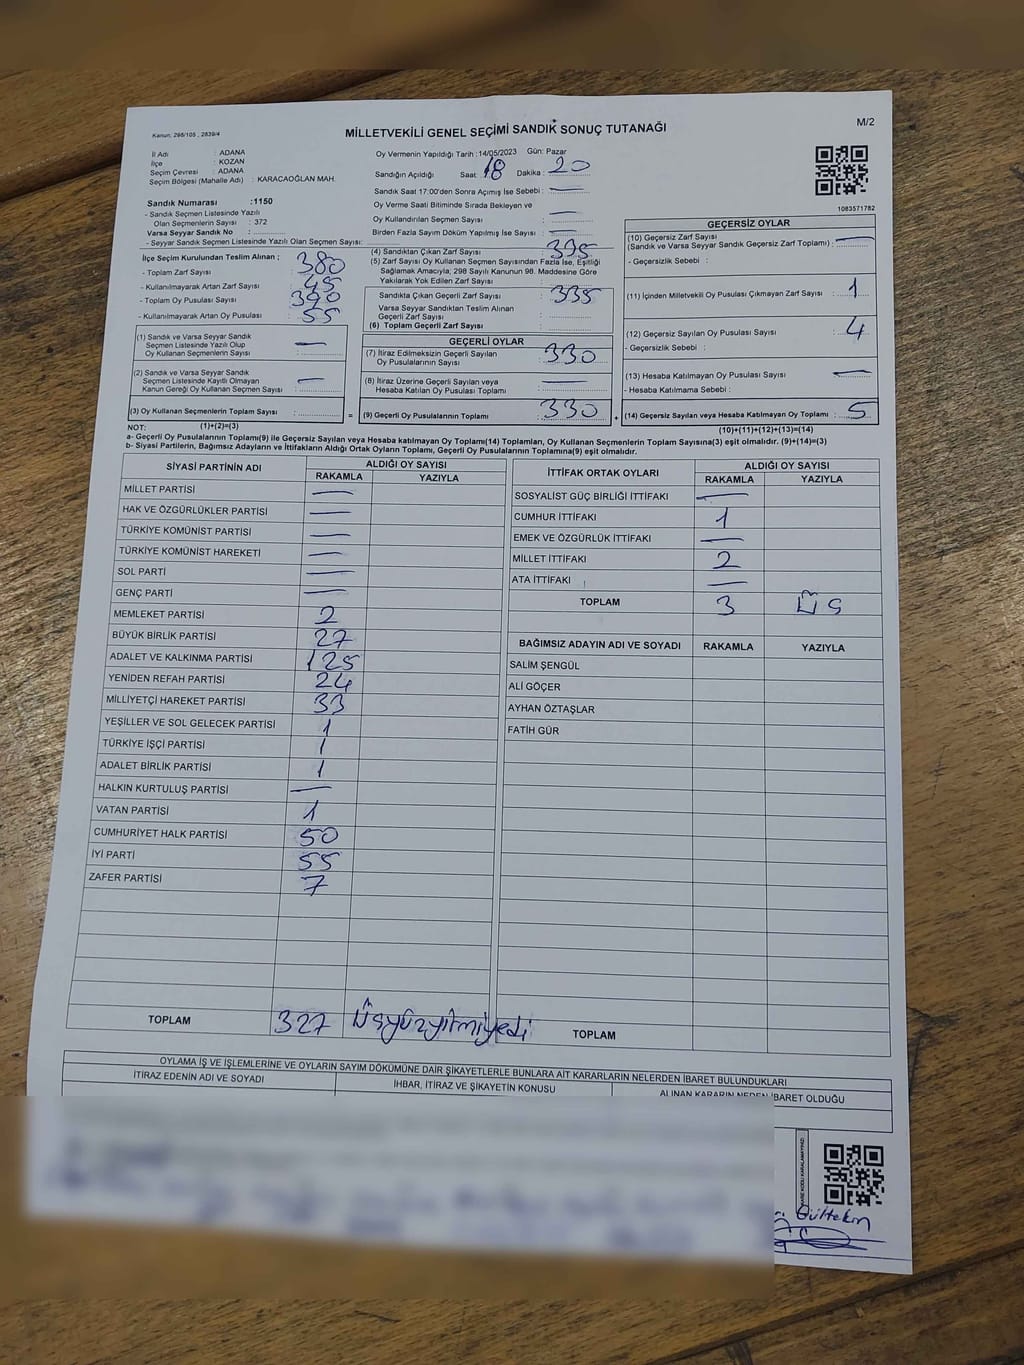 Kanun; 298/105 , 2839/4
MİLLETVEKİLİ GENEL SEÇİMİ SANDIK SONUÇ TUTANAĞI
M/2
İl Adı : ADANA
İlçe : KOZAN
Seçim Çevresi : ADANA
Seçim Bölgesi (Mahalle Adı) : KARACAOĞLAN MAH.
Sandık Numarası :1150
- Sandık Seçmen Listesinde Yazılı
Olan Seçmenlerin Sayısı : 372
Varsa Seyyar Sandık No :
- Seyyar Sandık Seçmen Listesinde Yazılı Olan Seçmen Sayısı:
Oy Vermenin Yapıldığı Tarih :14/05/2023 Gün: Pazar
Sandığın Açıldığı Saat: 18 Dakika : 20
Sandık Saat 17:00'den Sonra Açımış İse Sebebi : —
Oy Verme Saati Bitiminde Sırada Bekleyen ve
Oy Kullandırılan Seçmen Sayısı : —
Birden Fazla Sayım Döküm Yapılmış İse Sayısı : —
1083571782
İlçe Seçim Kurulundan Teslim Alınan ;
- Toplam Zarf Sayısı : 380
- Kullanılmayarak Artan Zarf Sayısı : 45
- Toplam Oy Pusulası Sayısı : 390
- Kullanılmayarak Artan Oy Pusulası : 55
(4) Sandıktan Çıkan Zarf Sayısı : 335
(5) Zarf Sayısı Oy Kullanan Seçmen Sayısından Fazla İse, Eşitliği
Sağlamak Amacıyla; 298 Sayılı Kanunun 98. Maddesine Göre
Yakılarak Yok Edilen Zarf Sayısı :
Sandıkta Çıkan Geçerli Zarf Sayısı : 335
Varsa Seyyar Sandıktan Teslim Alınan
Geçerli Zarf Sayısı :
(6) Toplam Geçerli Zarf Sayısı :
GEÇERSİZ OYLAR
(10) Geçersiz Zarf Sayısı
(Sandık ve Varsa Seyyar Sandık Geçersiz Zarf Toplamı) : —
- Geçersizlik Sebebi :
(11) İçinden Milletvekili Oy Pusulası Çıkmayan Zarf Sayısı : 1
(12) Geçersiz Sayılan Oy Pusulası Sayısı : 4
- Geçersizlik Sebebi :
(13) Hesaba Katılmayan Oy Pusulası Sayısı : —
- Hesaba Katılmama Sebebi :
(14) Geçersiz Sayılan veya Hesaba Katılmayan Oy Toplamı : 5
(10)+(11)+(12)+(13)=(14)
(1) Sandık ve Varsa Seyyar Sandık
Seçmen Listesinde Yazılı Olup
Oy Kullanan Seçmenlerin Sayısı : —
(2) Sandık ve Varsa Seyyar Sandık
Seçmen Listesinde Kayıtlı Olmayan
Kanun Gereği Oy Kullanan Seçmen Sayısı : —
(3) Oy Kullanan Seçmenlerin Toplam Sayısı : =
(1)+(2)=(3)
GEÇERLİ OYLAR
(7) İtiraz Edilmeksizin Geçerli Sayılan
Oy Pusulalarının Sayısı : 330
(8) İtiraz Üzerine Geçerli Sayılan veya
Hesaba Katılan Oy Pusulası Toplamı : —
(9) Geçerli Oy Pusulalarının Toplamı : 330 +
NOT:
a- Geçerli Oy Pusulalarının Toplamı(9) ile Geçersiz Sayılan veya Hesaba katılmayan Oy Toplamı(14) Toplamları, Oy Kullanan Seçmenlerin Toplam Sayısına(3) eşit olmalıdır. (9)+(14)=(3)
b- Siyasi Partilerin, Bağımsız Adayların ve İttifakların Aldığı Ortak Oyların Toplamı, Geçerli Oy Pusulalarının Toplamına(9) eşit olmalıdır.
SİYASİ PARTİNİN ADI ALDIĞI OY SAYISI
RAKAMLA YAZIYLA
MİLLET PARTİSİ —
HAK VE ÖZGÜRLÜKLER PARTİSİ —
TÜRKİYE KOMÜNİST PARTİSİ —
TÜRKİYE KOMÜNİST HAREKETİ —
SOL PARTİ —
GENÇ PARTİ —
MEMLEKET PARTİSİ 2
BÜYÜK BİRLİK PARTİSİ 27
ADALET VE KALKINMA PARTİSİ 125
YENİDEN REFAH PARTİSİ 24
MİLLİYETÇİ HAREKET PARTİSİ 33
YEŞİLLER VE SOL GELECEK PARTİSİ 1
TÜRKİYE İŞÇİ PARTİSİ 1
ADALET BİRLİK PARTİSİ 1
HALKIN KURTULUŞ PARTİSİ —
VATAN PARTİSİ 1
CUMHURİYET HALK PARTİSİ 50
İYİ PARTİ 55
ZAFER PARTİSİ 7
TOPLAM 327 Üçyüzyirmiyedi
İTTİFAK ORTAK OYLARI ALDIĞI OY SAYISI
RAKAMLA YAZIYLA
SOSYALİST GÜÇ BİRLİĞİ İTTİFAKI —
CUMHUR İTTİFAKI 1
EMEK VE ÖZGÜRLÜK İTTİFAKI —
MİLLET İTTİFAKI 2
ATA İTTİFAKI —
TOPLAM 3 Üç
BAĞIMSIZ ADAYIN ADI VE SOYADI RAKAMLA YAZIYLA
SALİM ŞENGÜL
ALİ GÖÇER
AYHAN ÖZTAŞLAR
FATİH GÜR
TOPLAM
OYLAMA İŞ VE İŞLEMLERİNE VE OYLARIN SAYIM DÖKÜMÜNE DAİR ŞİKAYETLERLE BUNLARA AİT KARARLARIN NELERDEN İBARET BULUNDUKLARI
İTİRAZ EDENİN ADI VE SOYADI İHBAR, İTİRAZ VE ŞİKAYETİN KONUSU ALINAN KARARIN NEDEN İBARET OLDUĞU
Gültekin